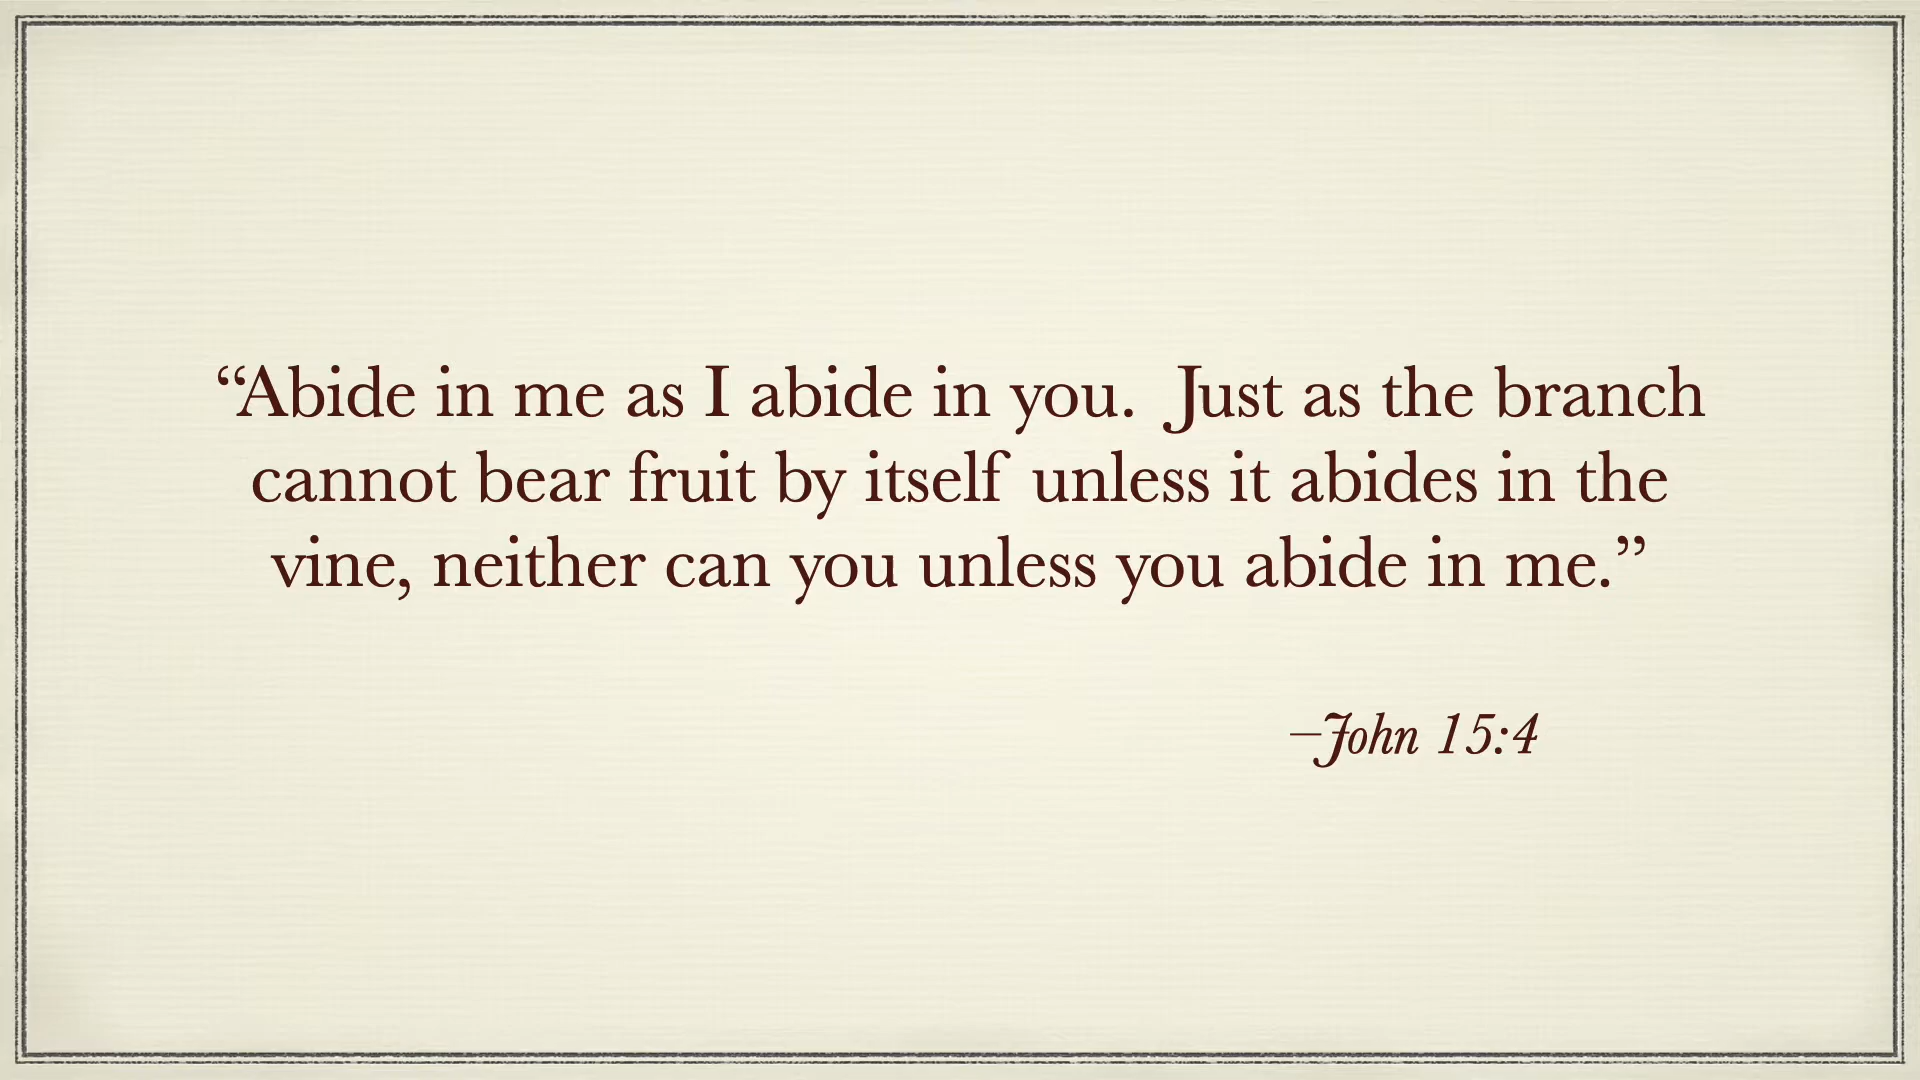 “Abide in me as I abide in you.  Just as the branch
cannot bear fruit by itself unless it abides in the
vine, neither can you unless you abide in me.”
–John 15:4